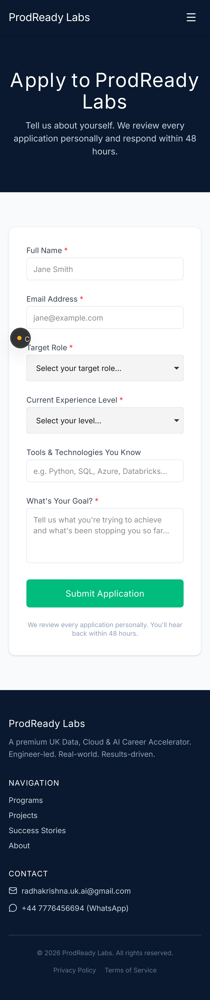 ProdReady Labs
Apply to ProdReady
Labs
Tell us about yourself. We review every
application personally and respond within 48
hours.
Full Name *
Jane Smith
Email Address *
jane@example.com
C
Target Role *
Select your target role...
Current Experience Level *
Select your level...
Tools & Technologies You Know
e.g. Python, SQL, Azure, Databricks...
What's Your Goal? *
Tell us what you're trying to achieve
and what's been stopping you so far...
Submit Application
We review every application personally. You'll hear
back within 48 hours.
ProdReady Labs
A premium UK Data, Cloud & AI Career Accelerator.
Engineer-led. Real-world. Results-driven.
NAVIGATION
Programs
Projects
Success Stories
About
CONTACT
radhakrishna.uk.ai@gmail.com
+44 7776456694 (WhatsApp)
© 2026 ProdReady Labs. All rights reserved.
Privacy Policy Terms of Service